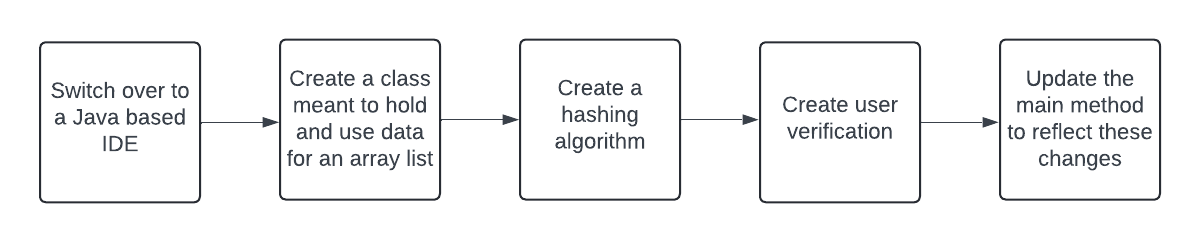 Switch over to
a Java based
IDE
Create a class
meant to hold
and use data
for an array list
Create a
hashing
algorithm
Create user
verification
Update the
main method
to reflect these
changes